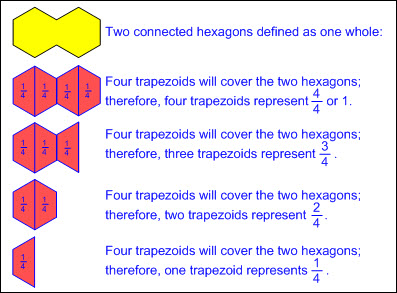 Two connected hexagons defined as one whole:
1/4 1/4 1/4 1/4
Four trapezoids will cover the two hexagons;
therefore, four trapezoids represent 4/4 or 1.
1/4 1/4 1/4
Four trapezoids will cover the two hexagons;
therefore, three trapezoids represent 3/4.
1/4 1/4
Four trapezoids will cover the two hexagons;
therefore, two trapezoids represent 2/4.
1/4
Four trapezoids will cover the two hexagons;
therefore, one trapezoid represents 1/4.